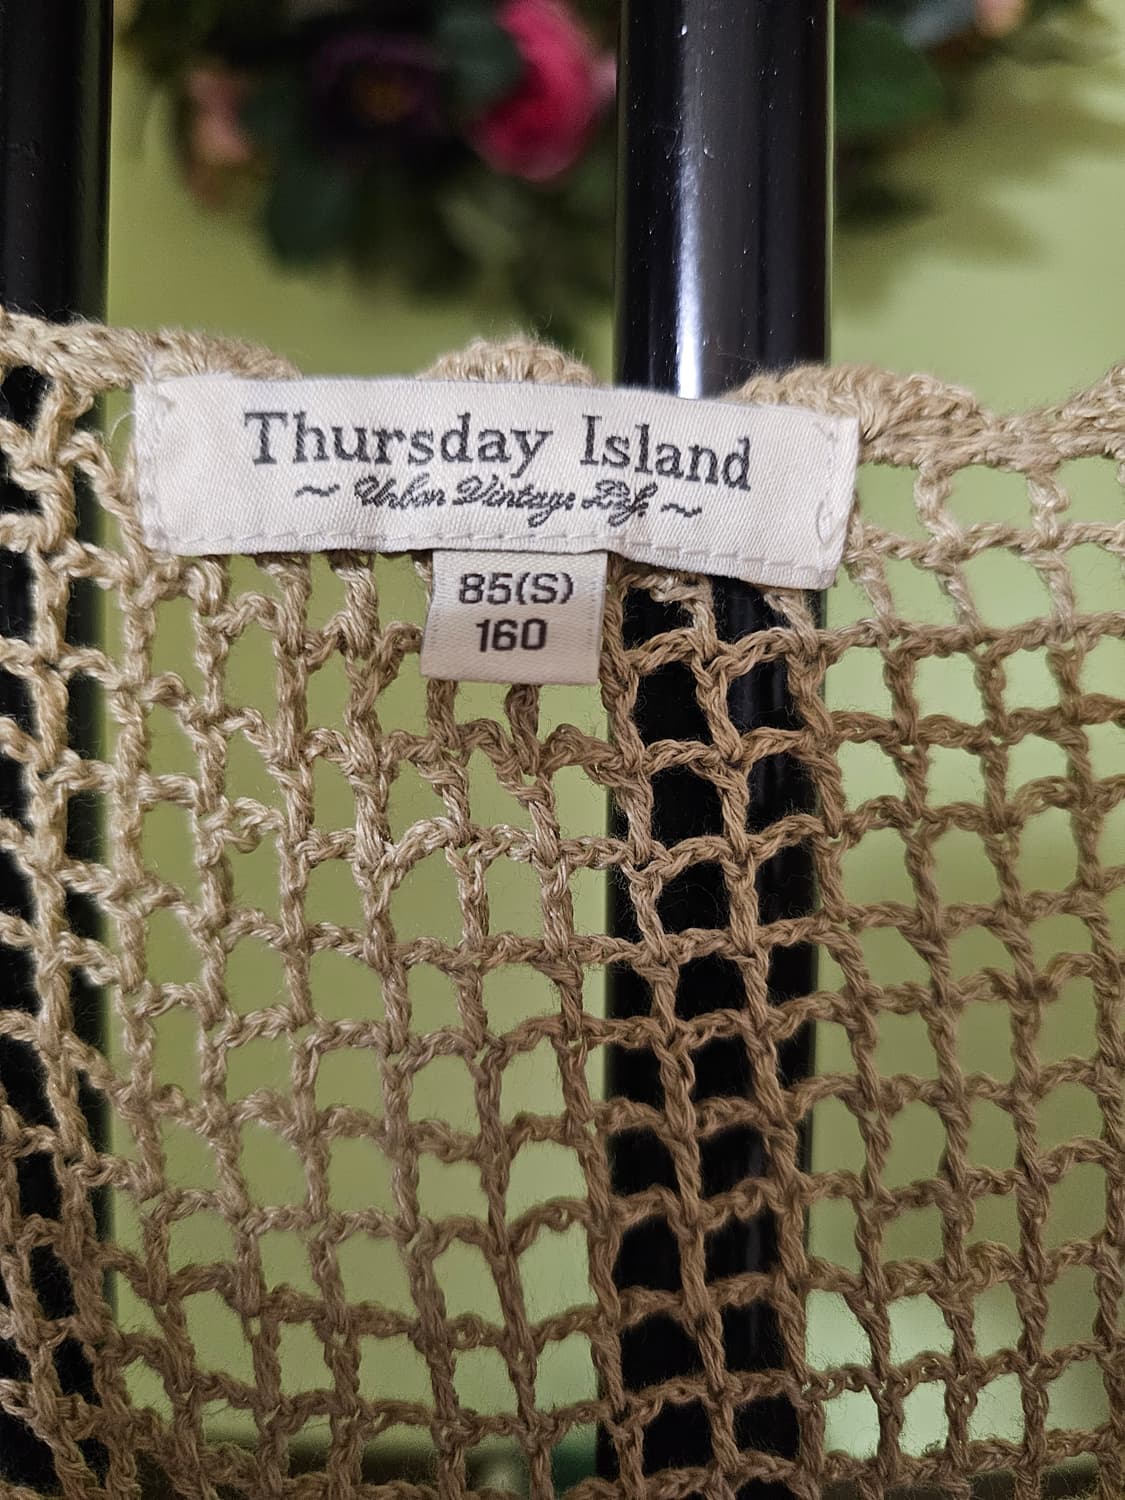 Thursday Island
~ Urban Vintage Life ~
85(S)
160